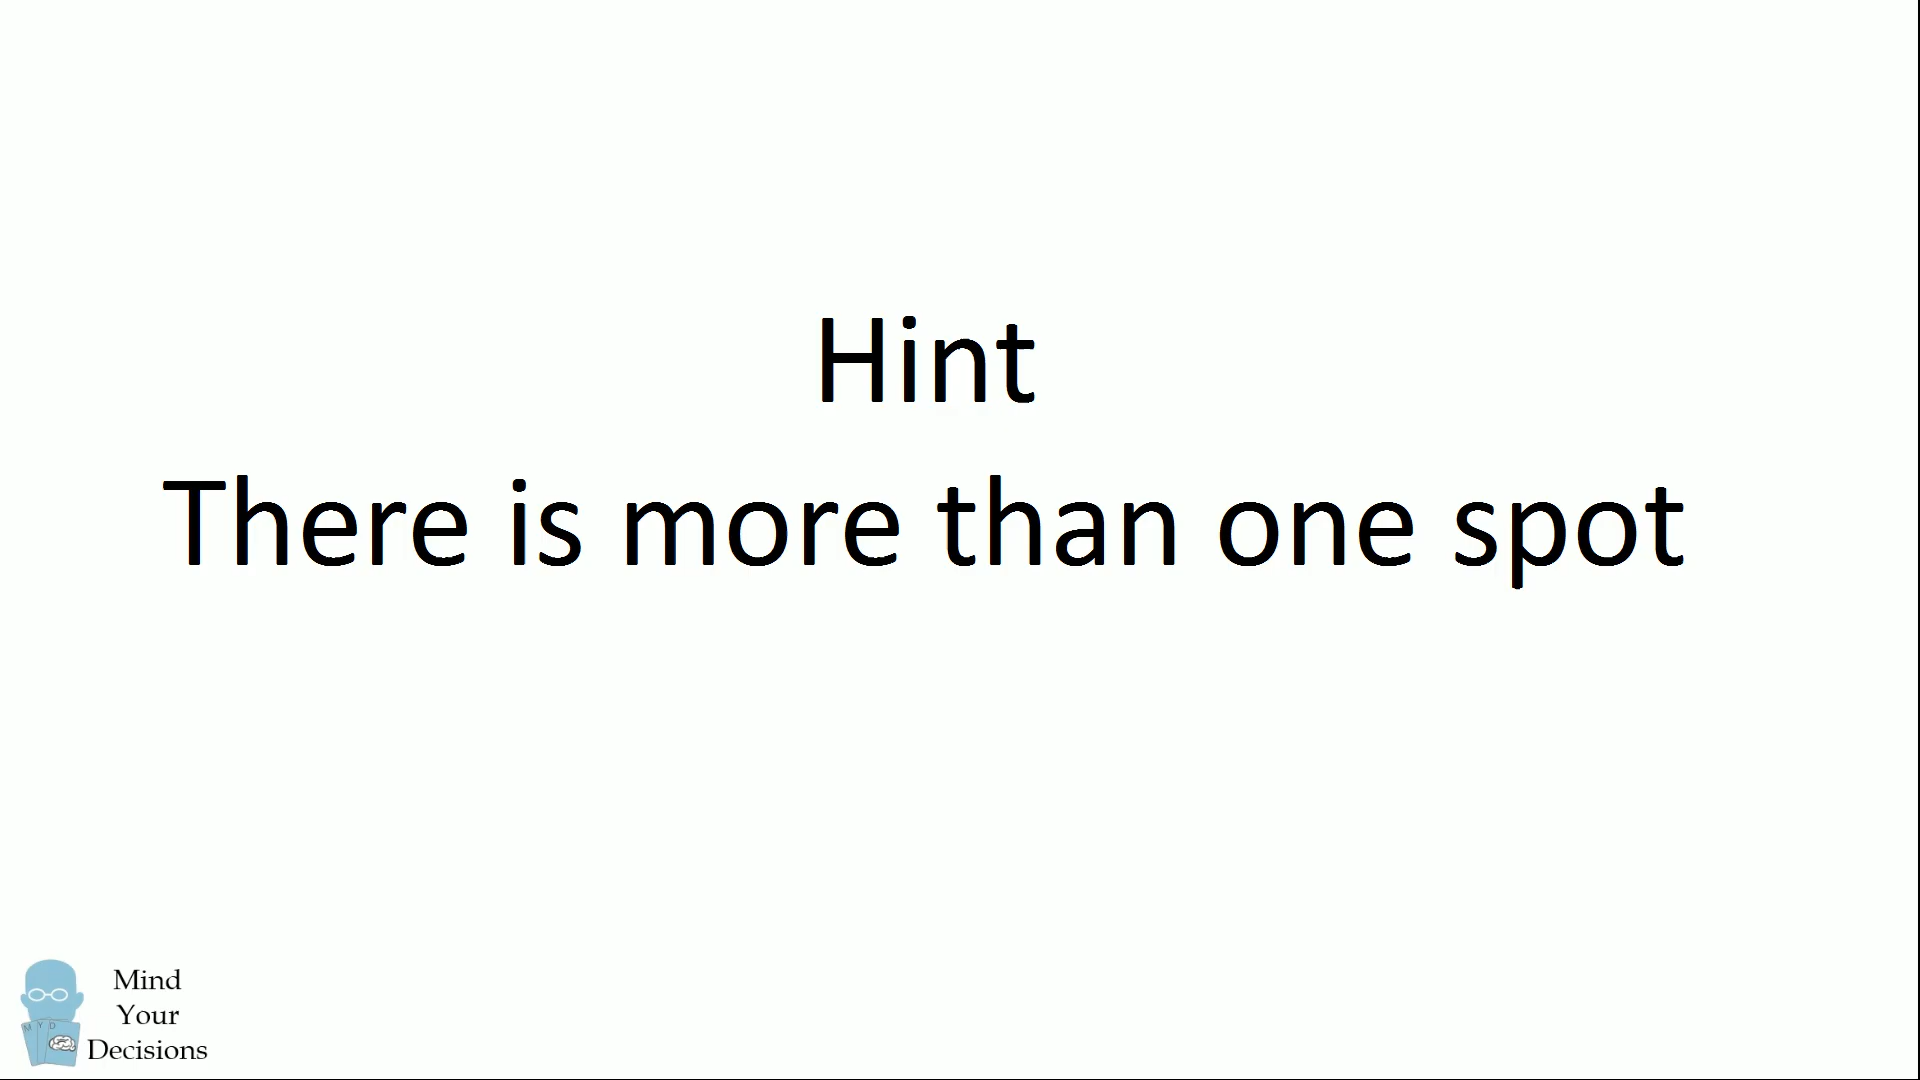 Hint
There is more than one spot
M Y D
Mind
Your
Decisions